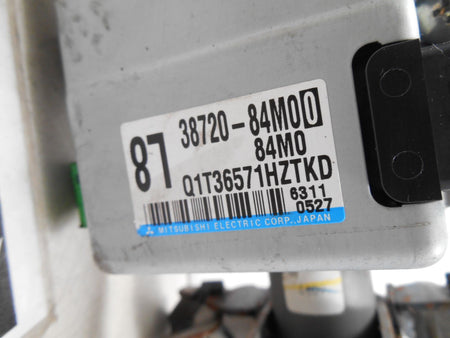 87
38720-84M00
84M0
Q1T36571HZTKD
6311
0527
MITSUBISHI ELECTRIC CORP., JAPAN